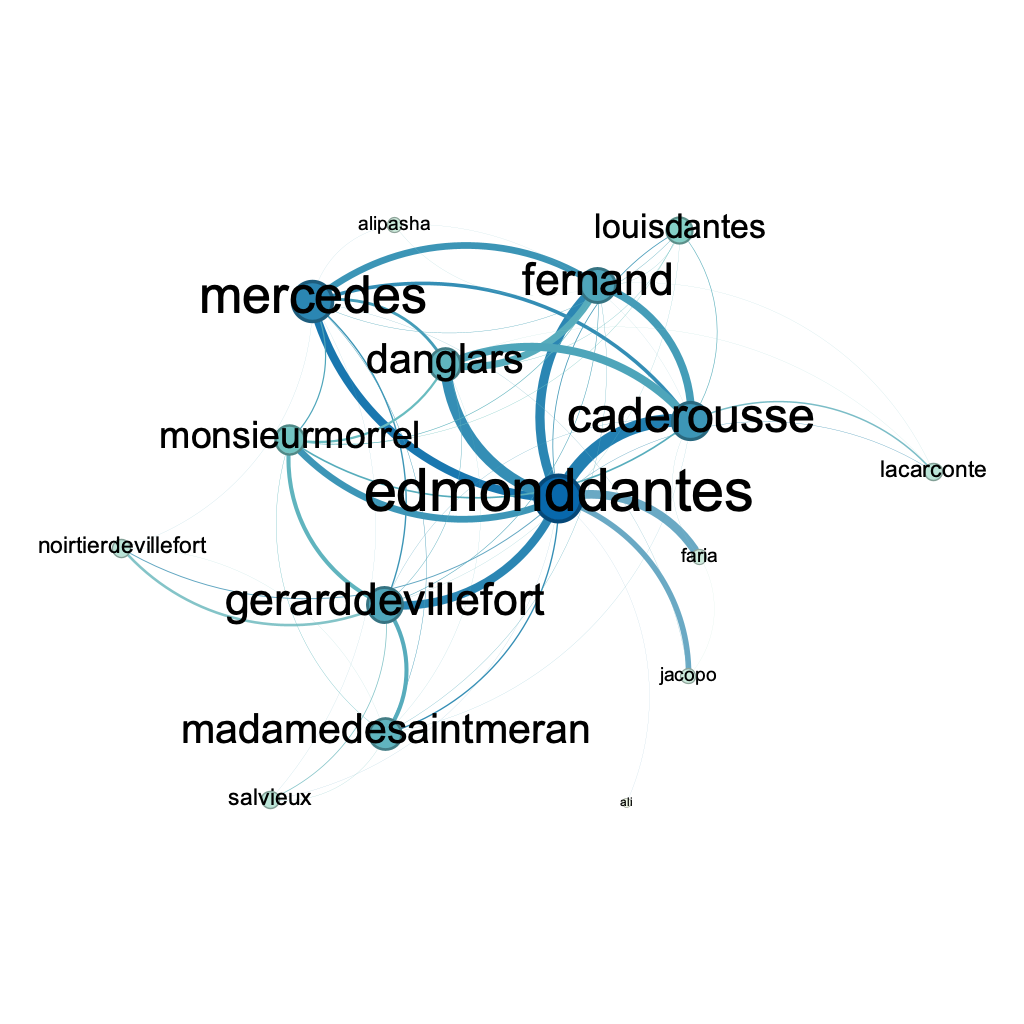 alipasha
louisdantes
fernand
mercedes
danglars
caderousse
monsieurmorrel
lacarconte
edmonddantes
noirtierdevillefort
faria
gerarddevillefort
jacopo
madamedesaintmeran
salvieux
ali